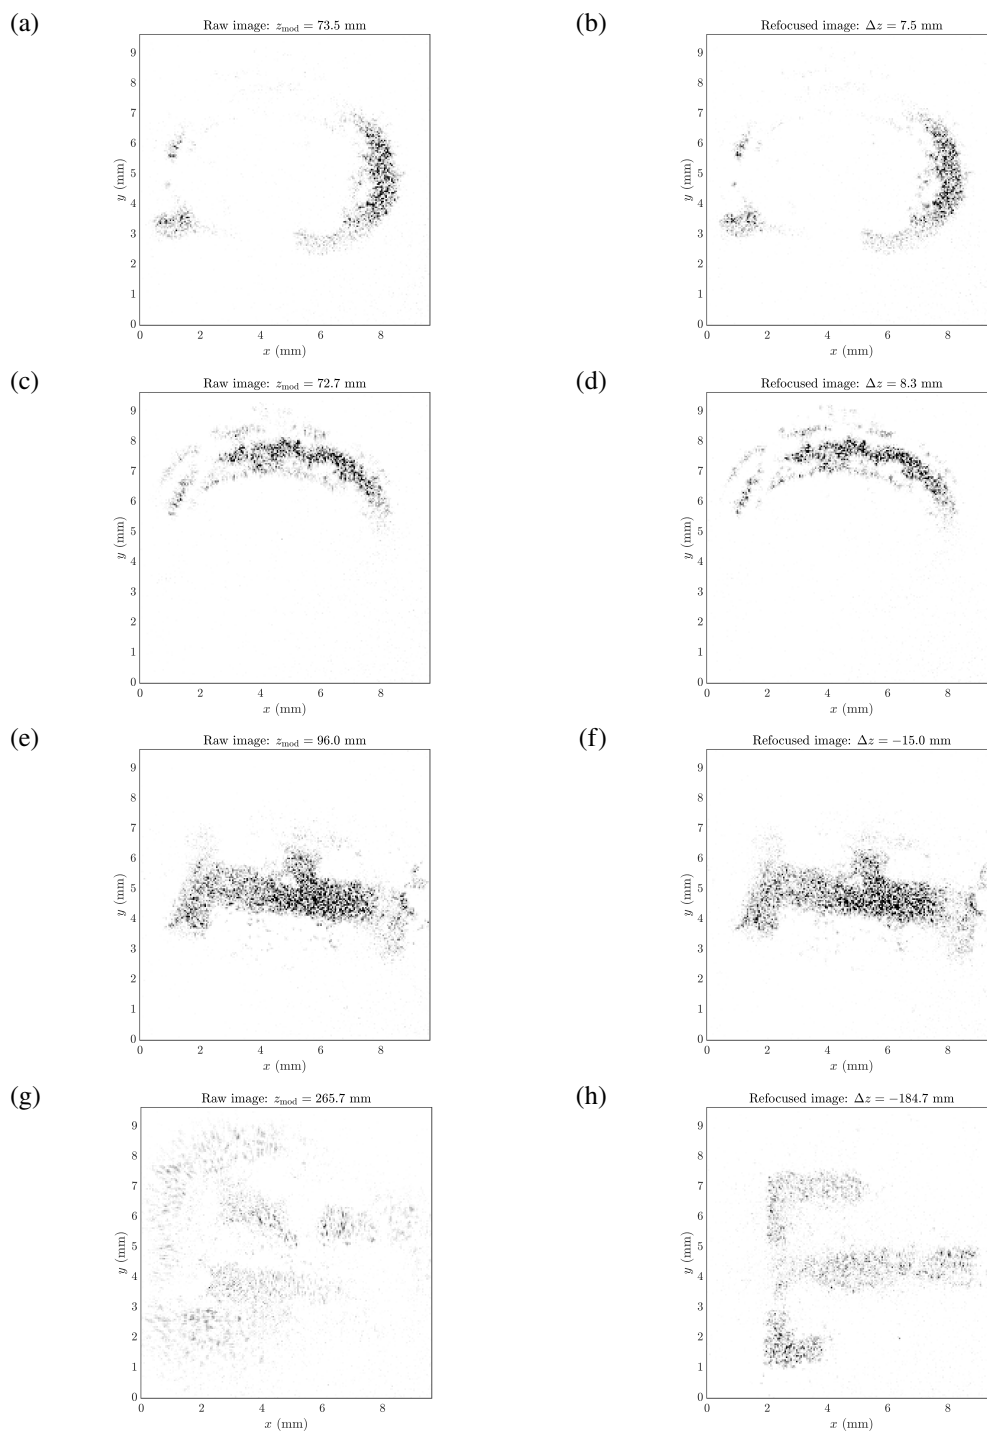 (a)
Raw image: z_mod = 73.5 mm
9
8
7
6
5
4
3
2
1
0
y (mm)
0 2 4 6 8
x (mm)
(b)
Refocused image: Δz = 7.5 mm
9
8
7
6
5
4
3
2
1
0
y (mm)
0 2 4 6 8
x (mm)
(c)
Raw image: z_mod = 72.7 mm
9
8
7
6
5
4
3
2
1
0
y (mm)
0 2 4 6 8
x (mm)
(d)
Refocused image: Δz = 8.3 mm
9
8
7
6
5
4
3
2
1
0
y (mm)
0 2 4 6 8
x (mm)
(e)
Raw image: z_mod = 96.0 mm
9
8
7
6
5
4
3
2
1
0
y (mm)
0 2 4 6 8
x (mm)
(f)
Refocused image: Δz = −15.0 mm
9
8
7
6
5
4
3
2
1
0
y (mm)
0 2 4 6 8
x (mm)
(g)
Raw image: z_mod = 265.7 mm
9
8
7
6
5
4
3
2
1
0
y (mm)
0 2 4 6 8
x (mm)
(h)
Refocused image: Δz = −184.7 mm
9
8
7
6
5
4
3
2
1
0
y (mm)
0 2 4 6 8
x (mm)